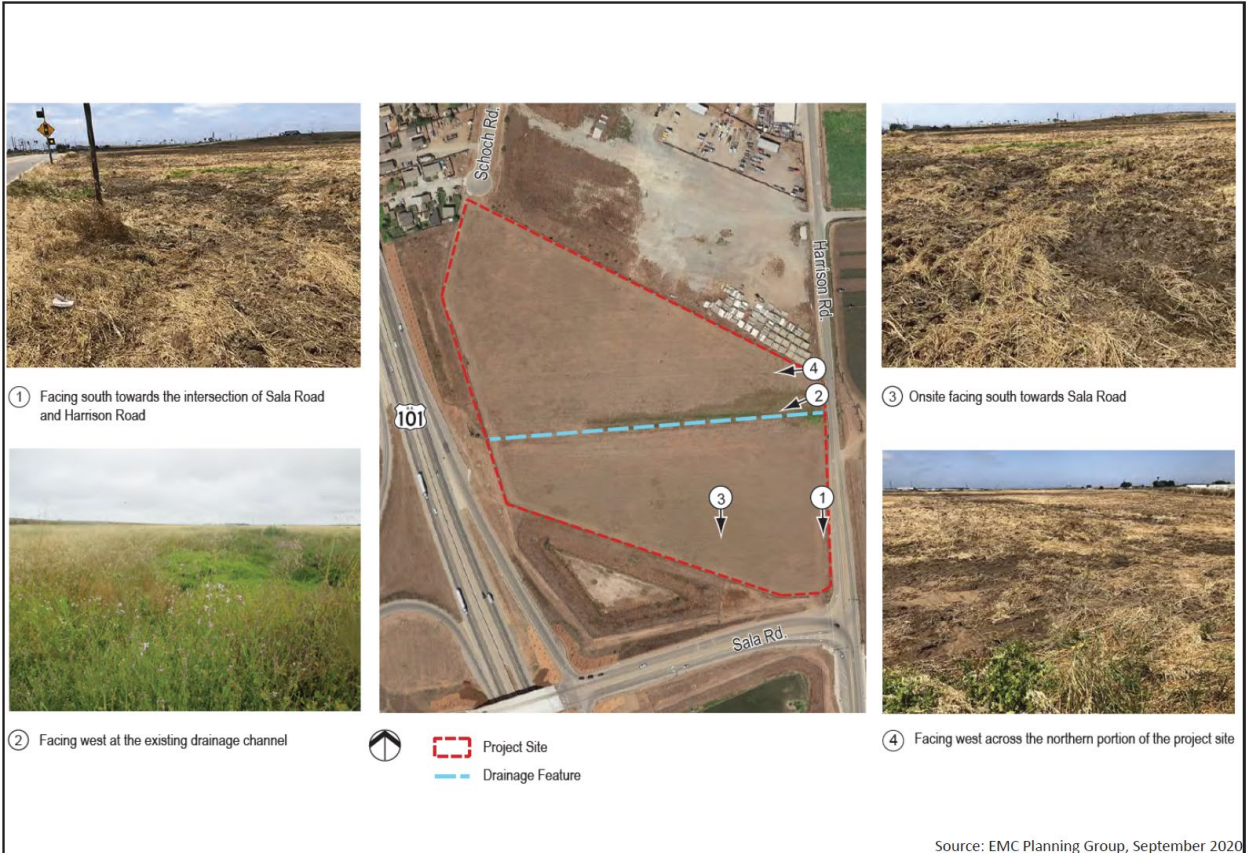 Schoch Rd.
Harrison Rd.
4
2
101
3
1
Sala Rd.
1 Facing south towards the intersection of Sala Road
and Harrison Road
3 Onsite facing south towards Sala Road
2 Facing west at the existing drainage channel
4 Facing west across the northern portion of the project site
Project Site
Drainage Feature
Source: EMC Planning Group, September 2020